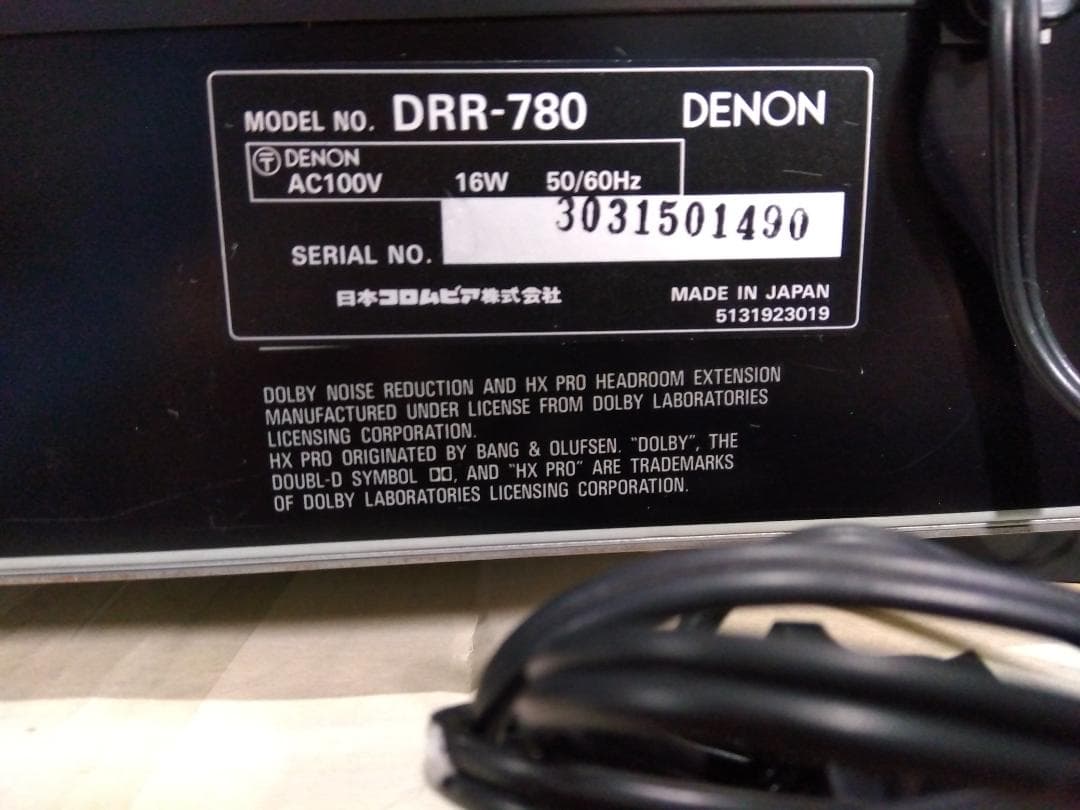 MODEL NO. DRR-780 DENON
〒 DENON
AC100V 16W 50/60Hz
3031501490
SERIAL NO.
日本コロムビア株式会社
MADE IN JAPAN
5131923019
DOLBY NOISE REDUCTION AND HX PRO HEADROOM EXTENSION
MANUFACTURED UNDER LICENSE FROM DOLBY LABORATORIES
LICENSING CORPORATION.
HX PRO ORIGINATED BY BANG & OLUFSEN. "DOLBY", THE
DOUBL-D SYMBOL, AND "HX PRO" ARE TRADEMARKS
OF DOLBY LABORATORIES LICENSING CORPORATION.